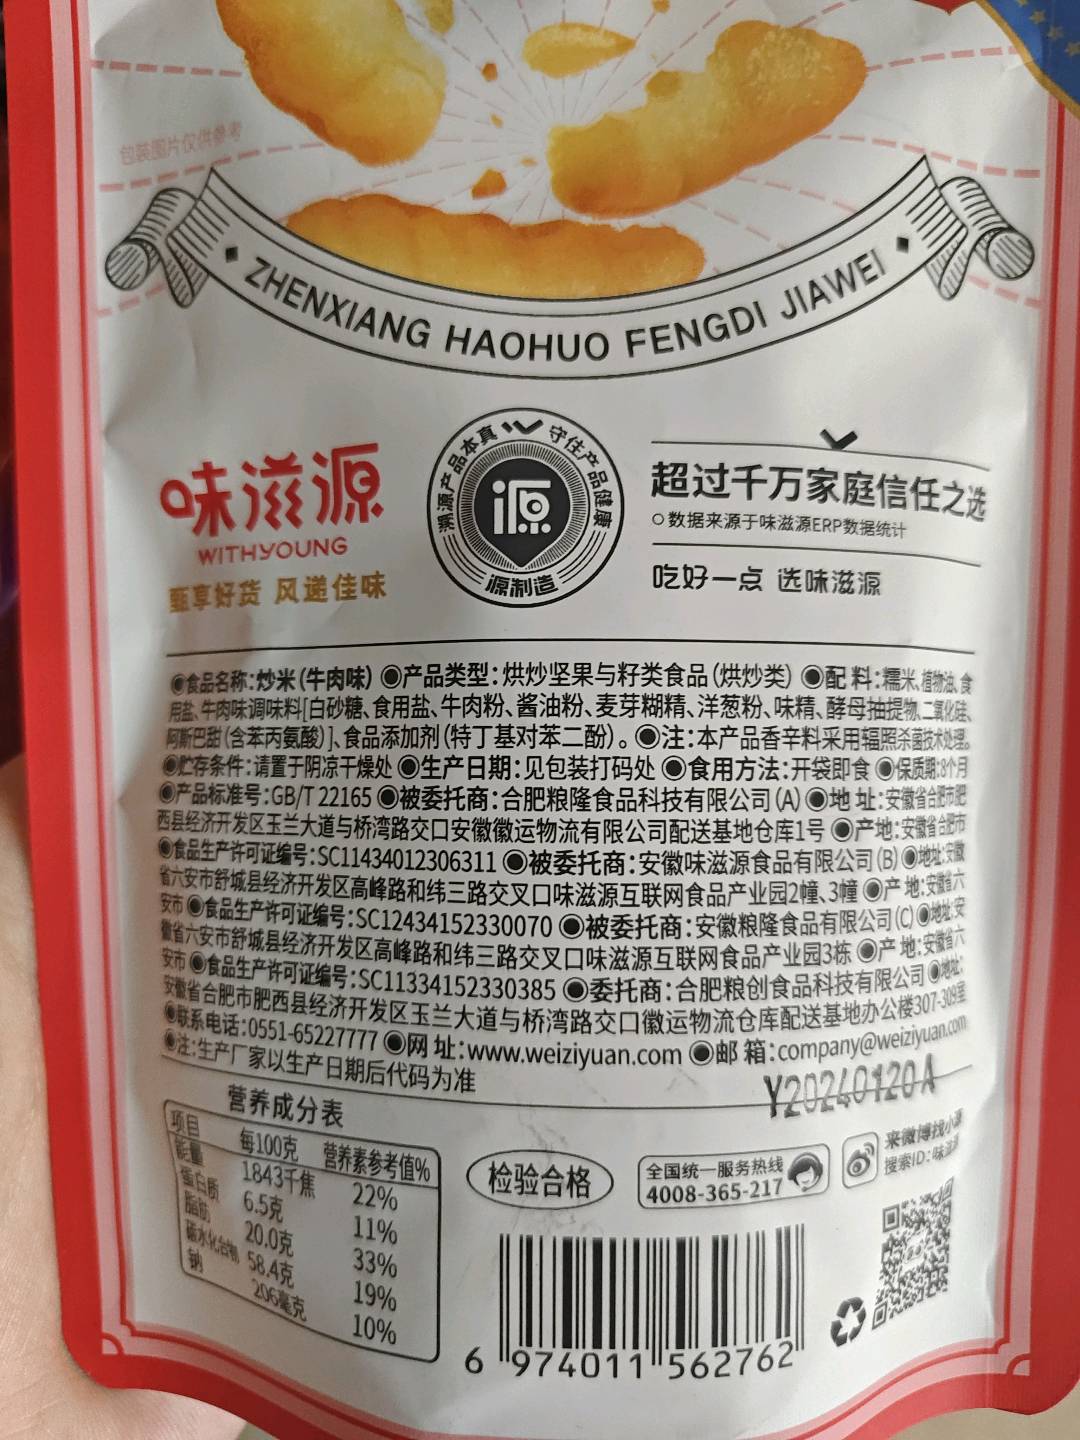 包装图片仅供参考
ZHENXIANG HAOHUO FENGDI JIAWEI
味滋源
WITHYOUNG
甄享好货 风递佳味
溯源产品本真 守住产品健康
源
源制造
超过千万家庭信任之选
数据来源于味滋源ERP数据统计
吃好一点 选味滋源
◉食品名称:炒米(牛肉味) ◉产品类型:烘炒坚果与籽类食品(烘炒类) ◉配 料:糯米、植物油、食
用盐、牛肉味调味料[白砂糖、食用盐、牛肉粉、酱油粉、麦芽糊精、洋葱粉、味精、酵母抽提物、二氧化硅、
阿斯巴甜(含苯丙氨酸)]、食品添加剂(特丁基对苯二酚)。◉注:本产品香辛料采用辐照杀菌技术处理。
◉贮存条件:请置于阴凉干燥处 ◉生产日期:见包装打码处 ◉食用方法:开袋即食 ◉保质期:8个月
◉产品标准号:GB/T 22165 ◉被委托商:合肥粮隆食品科技有限公司(A) ◉地 址:安徽省合肥市肥
西县经济开发区玉兰大道与桥湾路交口安徽徽运物流有限公司配送基地仓库1号 ◉产地:安徽省合肥市
◉食品生产许可证编号:SC11434012306311 ◉被委托商:安徽味滋源食品有限公司(B) ◉地址:安徽
省六安市舒城县经济开发区高峰路和纬三路交叉口味滋源互联网食品产业园2幢、3幢 ◉产 地:安徽省六
安市 ◉食品生产许可证编号:SC12434152330070 ◉被委托商:安徽粮隆食品有限公司(C) ◉地址:安
徽省六安市舒城县经济开发区高峰路和纬三路交叉口味滋源互联网食品产业园3栋 ◉产 地:安徽省六
安市 ◉食品生产许可证编号:SC11334152330385 ◉委托商:合肥粮创食品科技有限公司 ◉地址:
安徽省合肥市肥西县经济开发区玉兰大道与桥湾路交口徽运物流仓库配送基地办公楼307-309室
◉联系电话:0551-65227777 ◉网 址:www.weiziyuan.com ◉邮 箱:company@weiziyuan.com
◉注:生产厂家以生产日期后代码为准
Y20240120A
营养成分表
项目 每100克 营养素参考值%
能量 1843千焦 22%
蛋白质 6.5克 11%
脂肪 20.0克 33%
碳水化合物 58.4克 19%
钠 206毫克 10%
检验合格
全国统一服务热线
4008-365-217
来微博找小源
搜索ID:味滋源
6 974011 562762